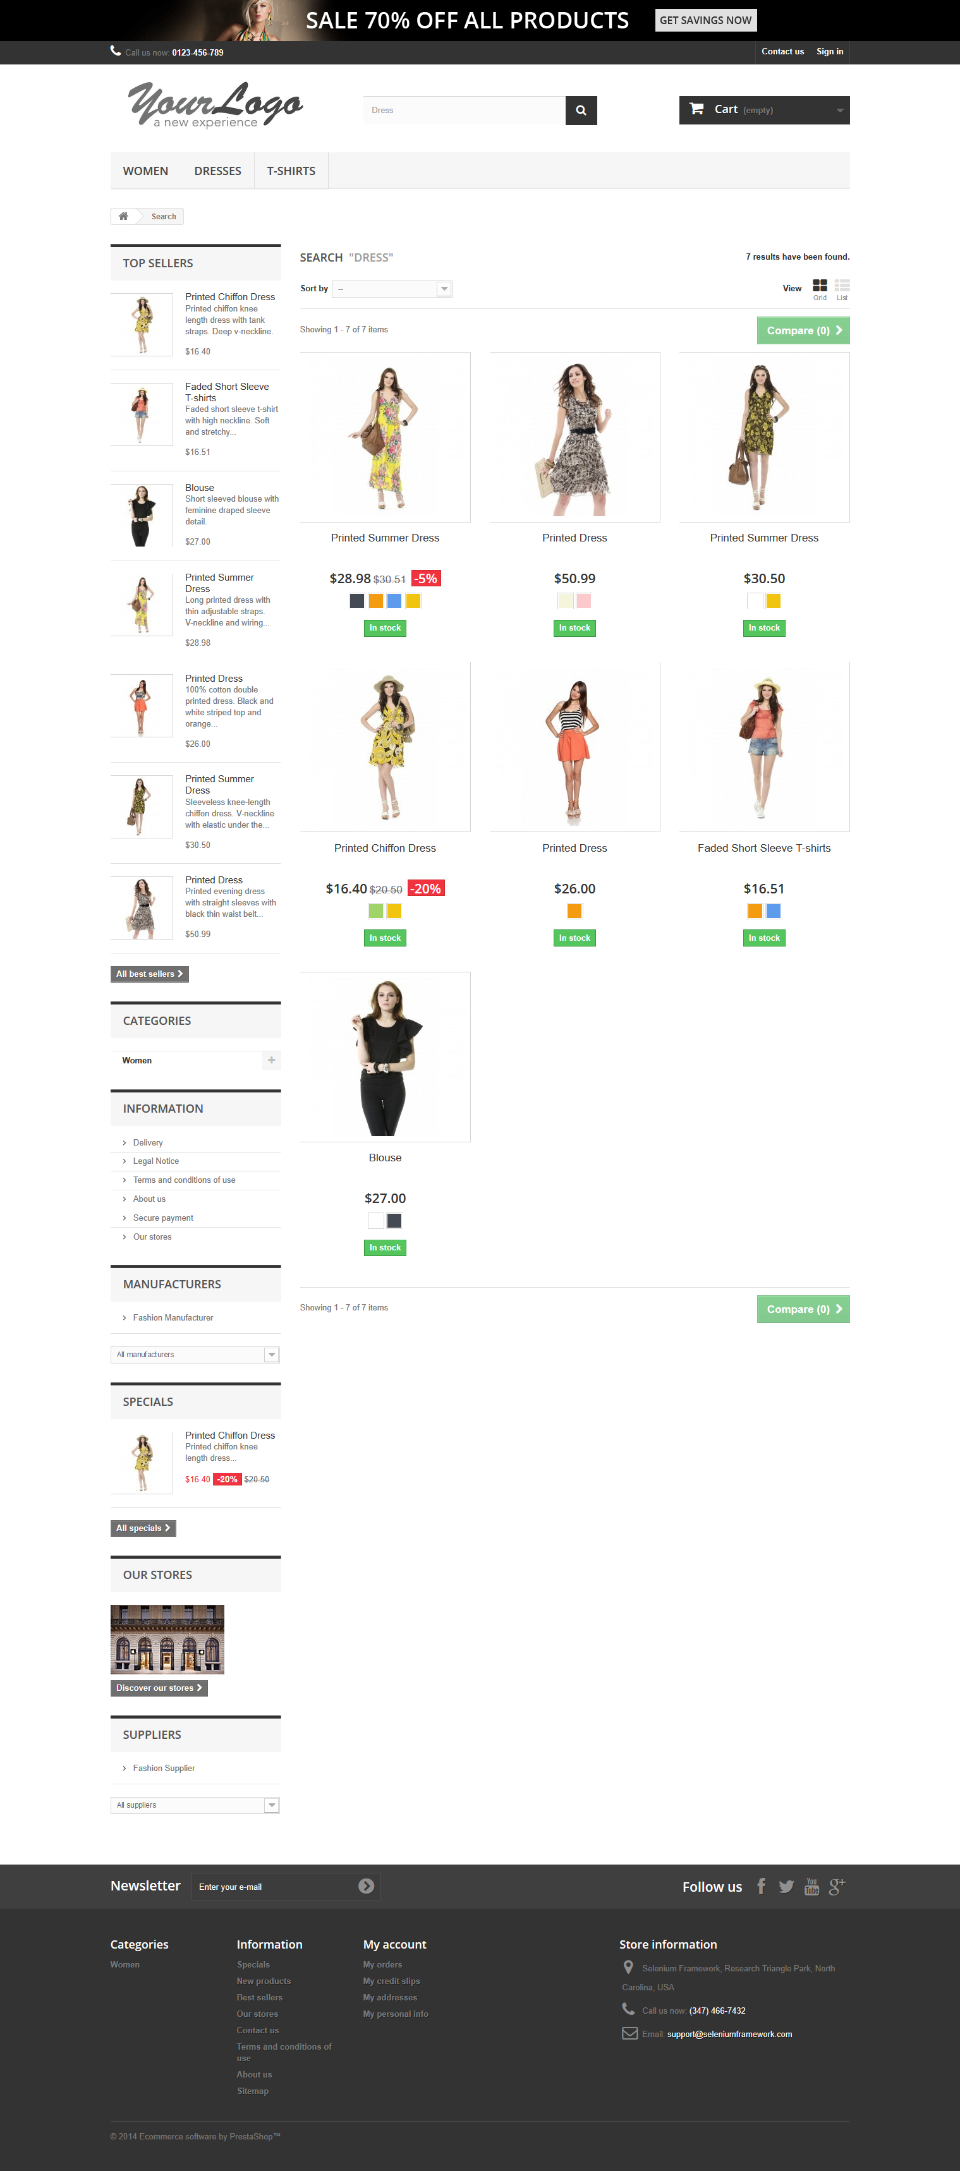 SALE 70% OFF ALL PRODUCTS
GET SAVINGS NOW
Call us now: 0123-456-789
Contact us
Sign in
YourLogo
a new experience
Dress
Cart (empty)
WOMEN
DRESSES
T-SHIRTS
Search
TOP SELLERS
Printed Chiffon Dress
Printed chiffon knee
length dress with tank
straps. Deep v-neckline.
$16.40
Faded Short Sleeve
T-shirts
Faded short sleeve t-shirt
with high neckline. Soft
and stretchy...
$16.51
Blouse
Short sleeved blouse with
feminine draped sleeve
detail.
$27.00
Printed Summer
Dress
Long printed dress with
thin adjustable straps.
V-neckline and wiring...
$28.98
Printed Dress
100% cotton double
printed dress. Black and
white striped top and
orange...
$26.00
Printed Summer
Dress
Sleeveless knee-length
chiffon dress. V-neckline
with elastic under the...
$30.50
Printed Dress
Printed evening dress
with straight sleeves with
black thin waist belt...
$50.99
All best sellers
CATEGORIES
Women
INFORMATION
Delivery
Legal Notice
Terms and conditions of use
About us
Secure payment
Our stores
MANUFACTURERS
Fashion Manufacturer
All manufacturers
SPECIALS
Printed Chiffon Dress
Printed chiffon knee
length dress...
$16.40 -20% $20.50
All specials
OUR STORES
Discover our stores
SUPPLIERS
Fashion Supplier
All suppliers
SEARCH "DRESS"
7 results have been found.
Sort by --
View
Grid
List
Showing 1 - 7 of 7 items
Compare (0)
Printed Summer Dress
$28.98 $30.51 -5%
In stock
Printed Dress
$50.99
In stock
Printed Summer Dress
$30.50
In stock
Printed Chiffon Dress
$16.40 $20.50 -20%
In stock
Printed Dress
$26.00
In stock
Faded Short Sleeve T-shirts
$16.51
In stock
Blouse
$27.00
In stock
Showing 1 - 7 of 7 items
Compare (0)
Newsletter
Enter your e-mail
Follow us
Categories
Women
Information
Specials
New products
Best sellers
Our stores
Contact us
Terms and conditions of
use
About us
Sitemap
My account
My orders
My credit slips
My addresses
My personal info
Store information
Selenium Framework, Research Triangle Park, North
Carolina, USA
Call us now: (347) 466-7432
Email: support@seleniumframework.com
© 2014 Ecommerce software by PrestaShop™